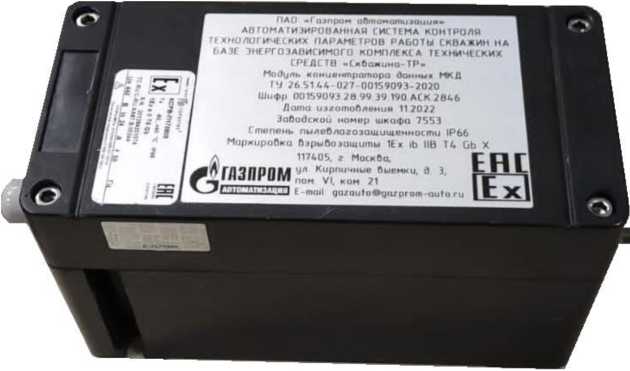 ПАО «Газпром автоматизация»
АВТОМАТИЗИРОВАННАЯ СИСТЕМА КОНТРОЛЯ
ТЕХНОЛОГИЧЕСКИХ ПАРАМЕТРОВ РАБОТЫ СКВАЖИН НА
БАЗЕ ЭНЕРГОЗАВИСИМОГО КОМПЛЕКСА ТЕХНИЧЕСКИХ
СРЕДСТВ «Скважина-ТР»
Модуль концентратора данных МКД
ТУ 26.51.44-027-00159093-2020
Шифр 00159093.28.99.39.190.АСК.2846
Дата изготовления 11.2022
Заводской номер шкафа 7553
Степень пылевлагозащищенности IP66
Маркировка взрывозащиты 1Ex ib IIB T4 Gb X
117405, г. Москва,
ул. Кирпичные выемки, д. 3,
пом. VI, ком. 21
E-mail gazauto@gazprom-auto.ru
ГАЗПРОМ
АВТОМАТИЗАЦИЯ
EAC
Ex
Ex
EAC